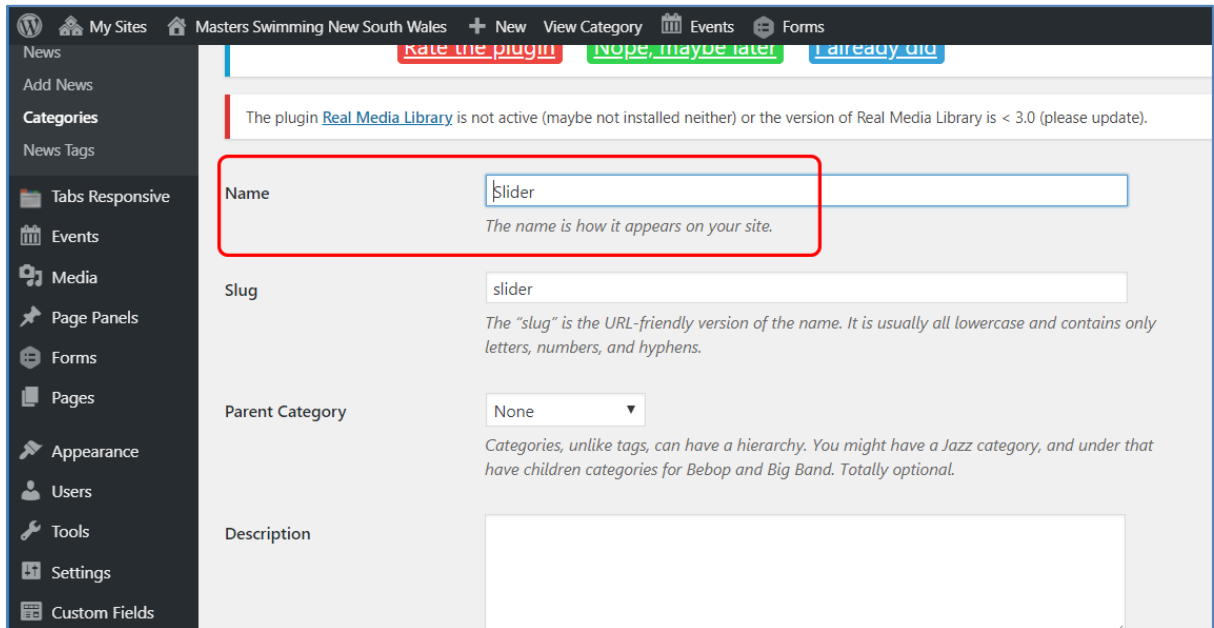 My Sites Masters Swimming New South Wales New View Category Events Forms
News
Add News
Categories
News Tags
Tabs Responsive
Events
Media
Page Panels
Forms
Pages
Appearance
Users
Tools
Settings
Custom Fields
Rate the plugin Nope, maybe later I already did
The plugin Real Media Library is not active (maybe not installed neither) or the version of Real Media Library is < 3.0 (please update).
Name Slider
The name is how it appears on your site.
Slug slider
The “slug” is the URL-friendly version of the name. It is usually all lowercase and contains only
letters, numbers, and hyphens.
Parent Category None
Categories, unlike tags, can have a hierarchy. You might have a Jazz category, and under that
have children categories for Bebop and Big Band. Totally optional.
Description